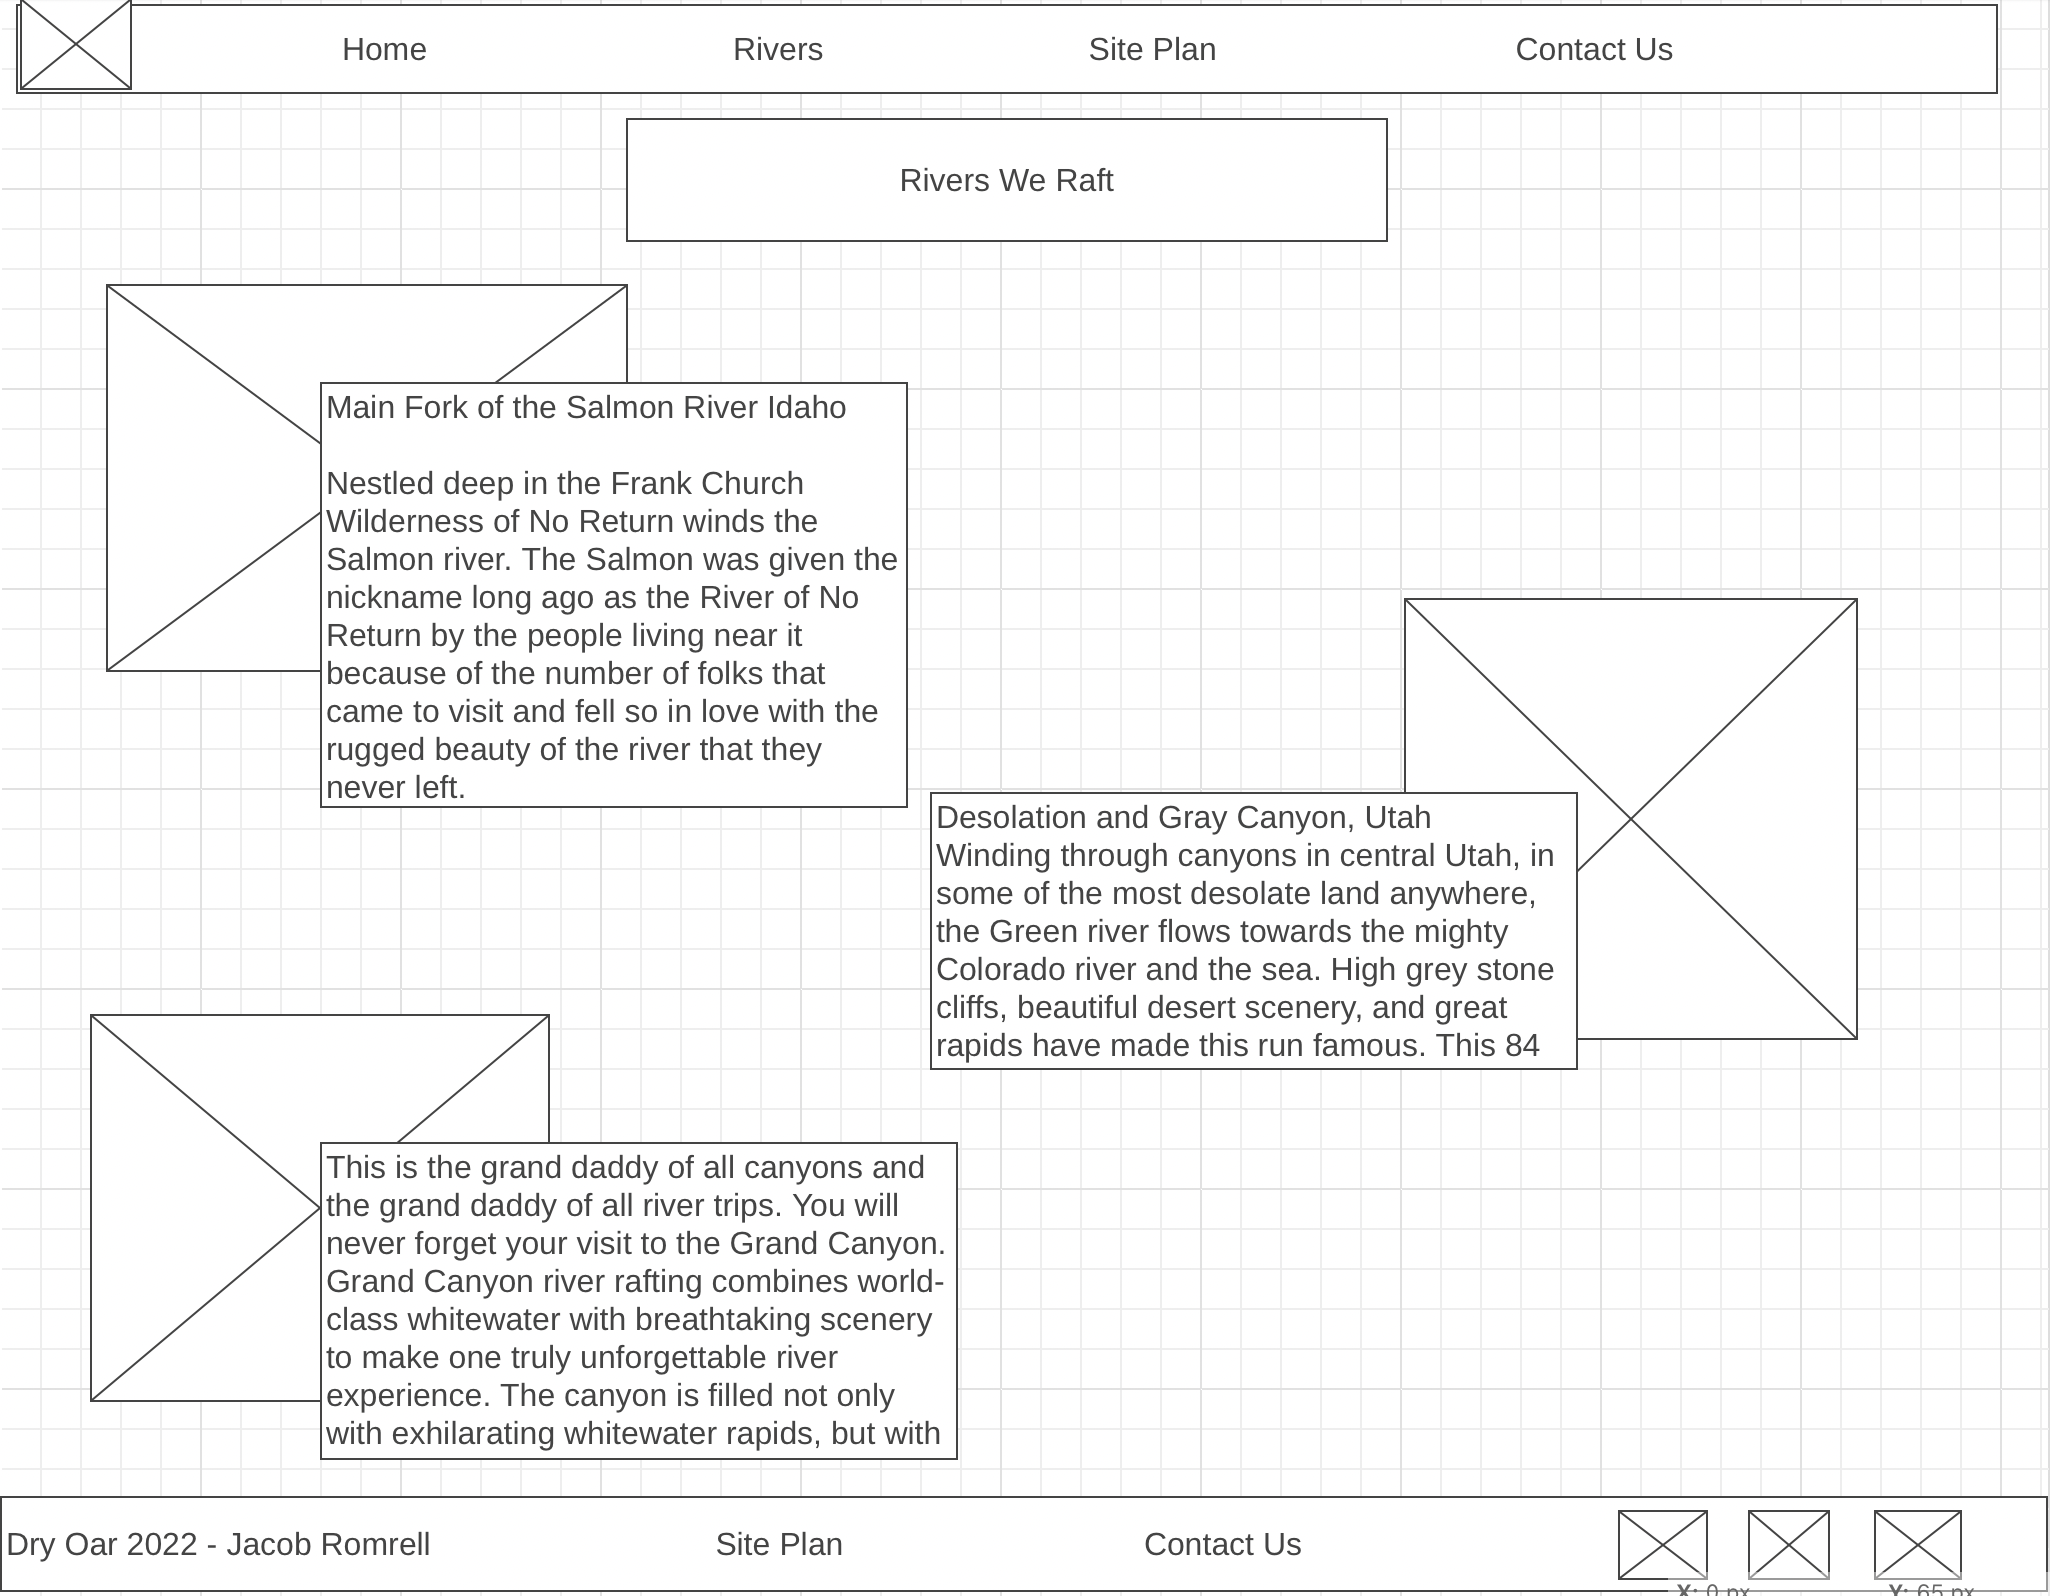 Home Rivers Site Plan Contact Us
Rivers We Raft
Main Fork of the Salmon River Idaho
Nestled deep in the Frank Church
Wilderness of No Return winds the
Salmon river. The Salmon was given the
nickname long ago as the River of No
Return by the people living near it
because of the number of folks that
came to visit and fell so in love with the
rugged beauty of the river that they
never left.
Desolation and Gray Canyon, Utah
Winding through canyons in central Utah, in
some of the most desolate land anywhere,
the Green river flows towards the mighty
Colorado river and the sea. High grey stone
cliffs, beautiful desert scenery, and great
rapids have made this run famous. This 84
This is the grand daddy of all canyons and
the grand daddy of all river trips. You will
never forget your visit to the Grand Canyon.
Grand Canyon river rafting combines world-
class whitewater with breathtaking scenery
to make one truly unforgettable river
experience. The canyon is filled not only
with exhilarating whitewater rapids, but with
Dry Oar 2022 - Jacob Romrell Site Plan Contact Us
X: 0 px Y: 65 px